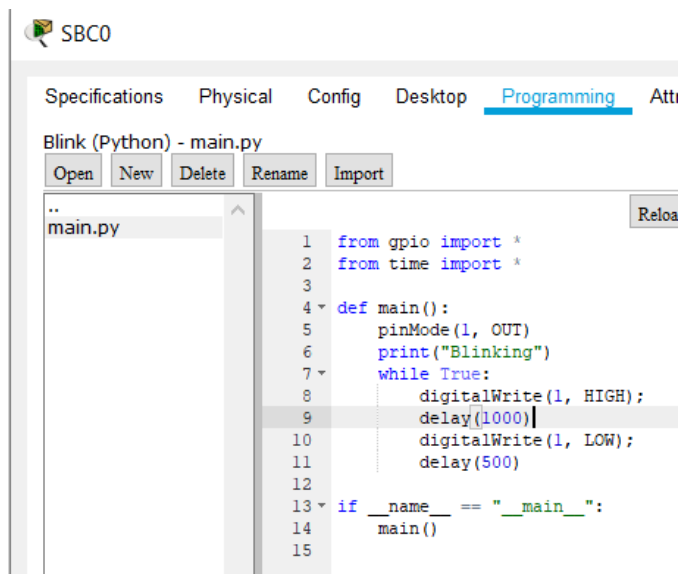 SBC0
Specifications Physical Config Desktop Programming Attr
Blink (Python) - main.py
Open New Delete Rename Import
..
main.py
Reloa
1 from gpio import *
2 from time import *
3
4 def main():
5     pinMode(1, OUT)
6     print("Blinking")
7     while True:
8         digitalWrite(1, HIGH);
9         delay(1000)
10         digitalWrite(1, LOW);
11         delay(500)
12
13 if __name__ == "__main__":
14     main()
15